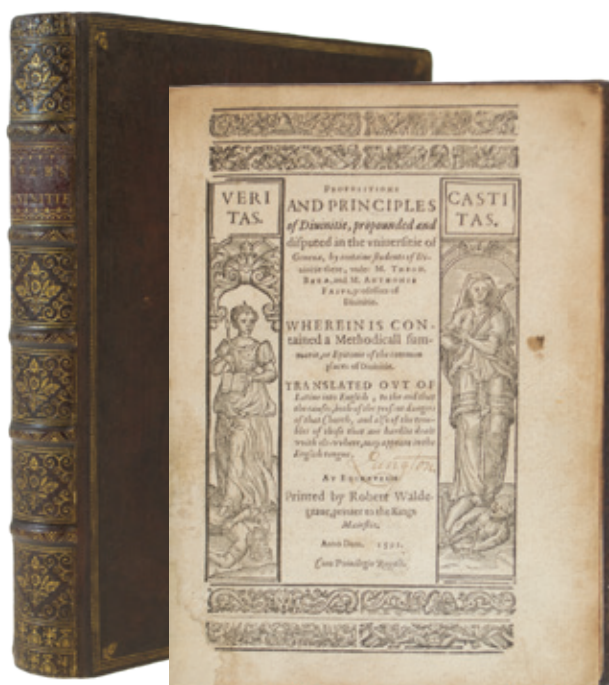 VERI
TAS.
PROPOSITIONS
AND PRINCIPLES
of Diuinitie, propounded and
disputed in the vniuersitie of
Geneua, by certaine students of Di-
uinitie there, vnder M. THEOD.
BEZA, and M. ANTHONIE
FAIVS, professors of
Diuinitie.
WHEREIN IS CON-
tained a Methodicall sum-
marie, or Epitome of the common
places of Diuinitie.
TRANSLATED OVT OF
Latine into English, to the end that
the causes, both of the present dangers
of that Church, and also of the trou-
bles of those that are hardlie dealt
with els-where, may appeare in the
English tongue.
AT EDINBVRGH
Printed by Robert Walde-
graue, printer to the Kings
Maiestie.
Anno Dom. 1591.
Cum Priuilegio Regali.
CASTI
TAS.